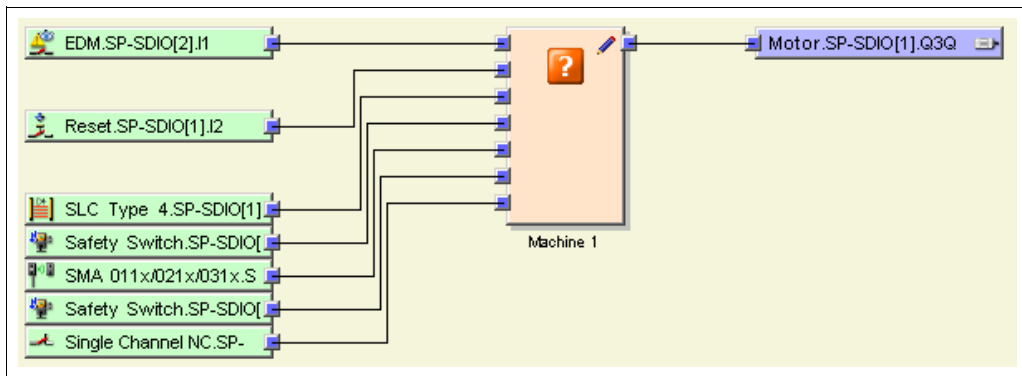 EDM.SP-SDIO[2].I1
Motor.SP-SDIO[1].Q3Q
?
Reset.SP-SDIO[1].I2
SLC Type 4.SP-SDIO[1]
Safety Switch.SP-SDIO[
Machine 1
SMA 011x/021x/031x.S
Safety Switch.SP-SDIO[
Single Channel NC.SP-